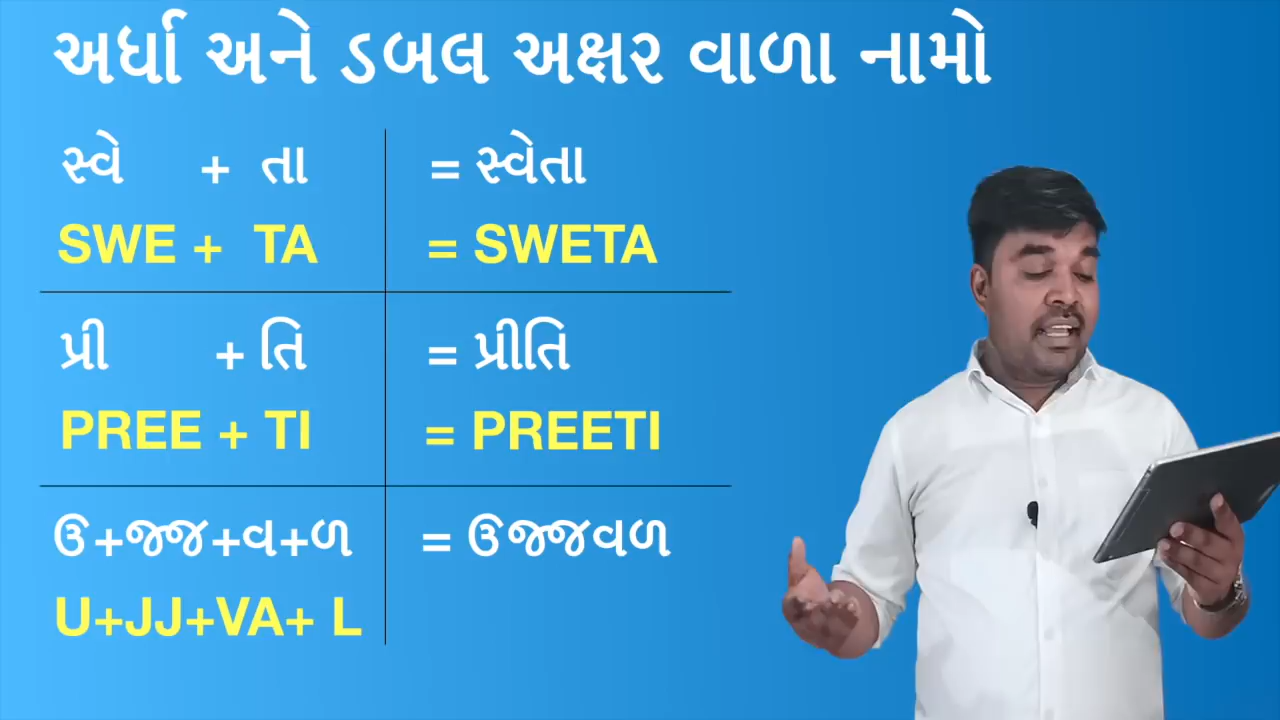 અર્ધા અને ડબલ અક્ષર વાળા નામો
સ્વે + તા = સ્વેતા
SWE + TA = SWETA
પ્રી + તિ = પ્રીતિ
PREE + TI = PREETI
ઉ+જ્જ+વ+ળ = ઉજ્જવળ
U+JJ+VA+ L